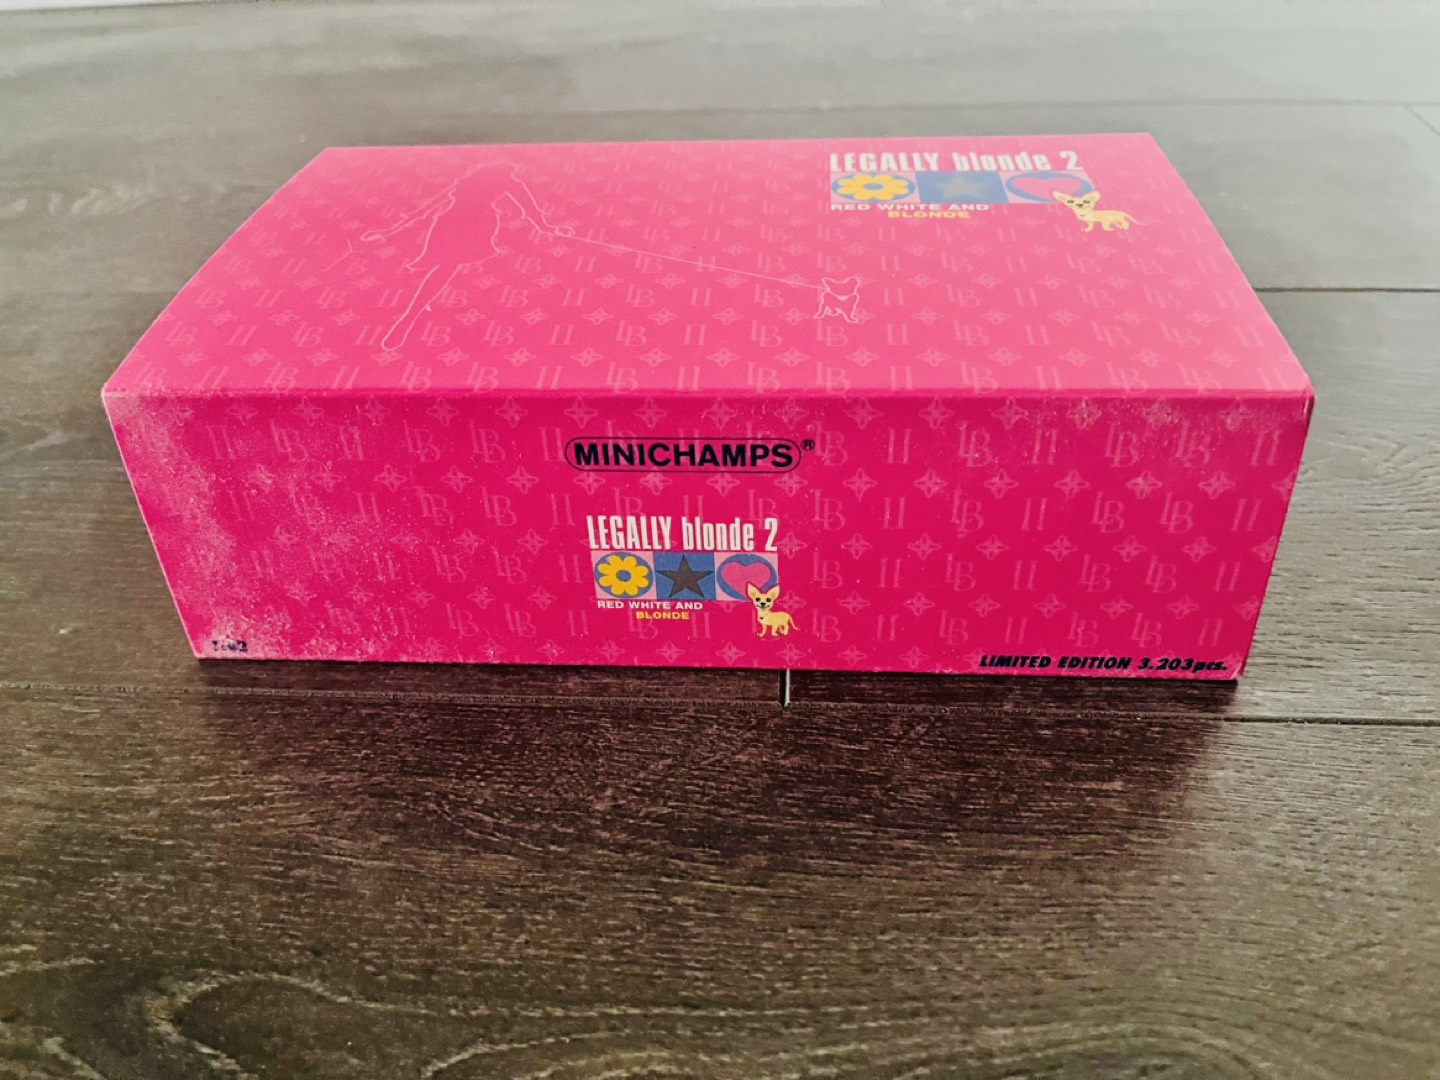 LEGALLY blonde 2
RED WHITE AND
BLONDE
MINICHAMPS®
LEGALLY blonde 2
RED WHITE AND
BLONDE
LIMITED EDITION 3.203pcs.